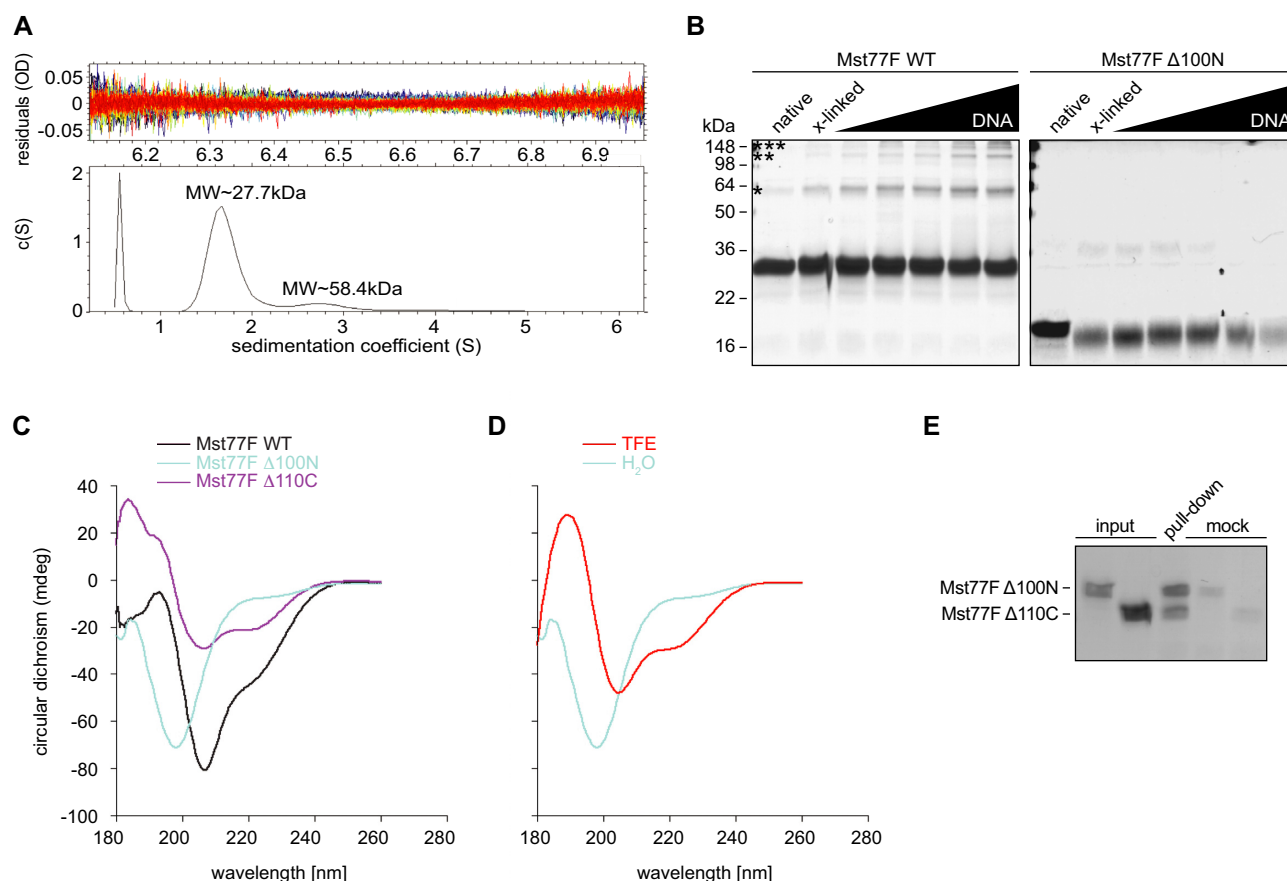 A
residuals (OD)
0.05
0
-0.05
6.2 6.3 6.4 6.5 6.6 6.7 6.8 6.9
c(S)
2
1
0
MW~27.7kDa
MW~58.4kDa
1 2 3 4 5 6
sedimentation coefficient (S)
B
Mst77F WT
Mst77F Δ100N
native
x-linked
DNA
native
x-linked
DNA
kDa
148
98
64
50
36
22
16
***
**
*
C
Mst77F WT
Mst77F Δ100N
Mst77F Δ110C
circular dichroism (mdeg)
40
20
0
-20
-40
-60
-80
-100
180 200 220 240 260 280
wavelength [nm]
D
TFE
H₂O
180 200 220 240 260 280
wavelength [nm]
E
input
pull-down
mock
Mst77F Δ100N
Mst77F Δ110C